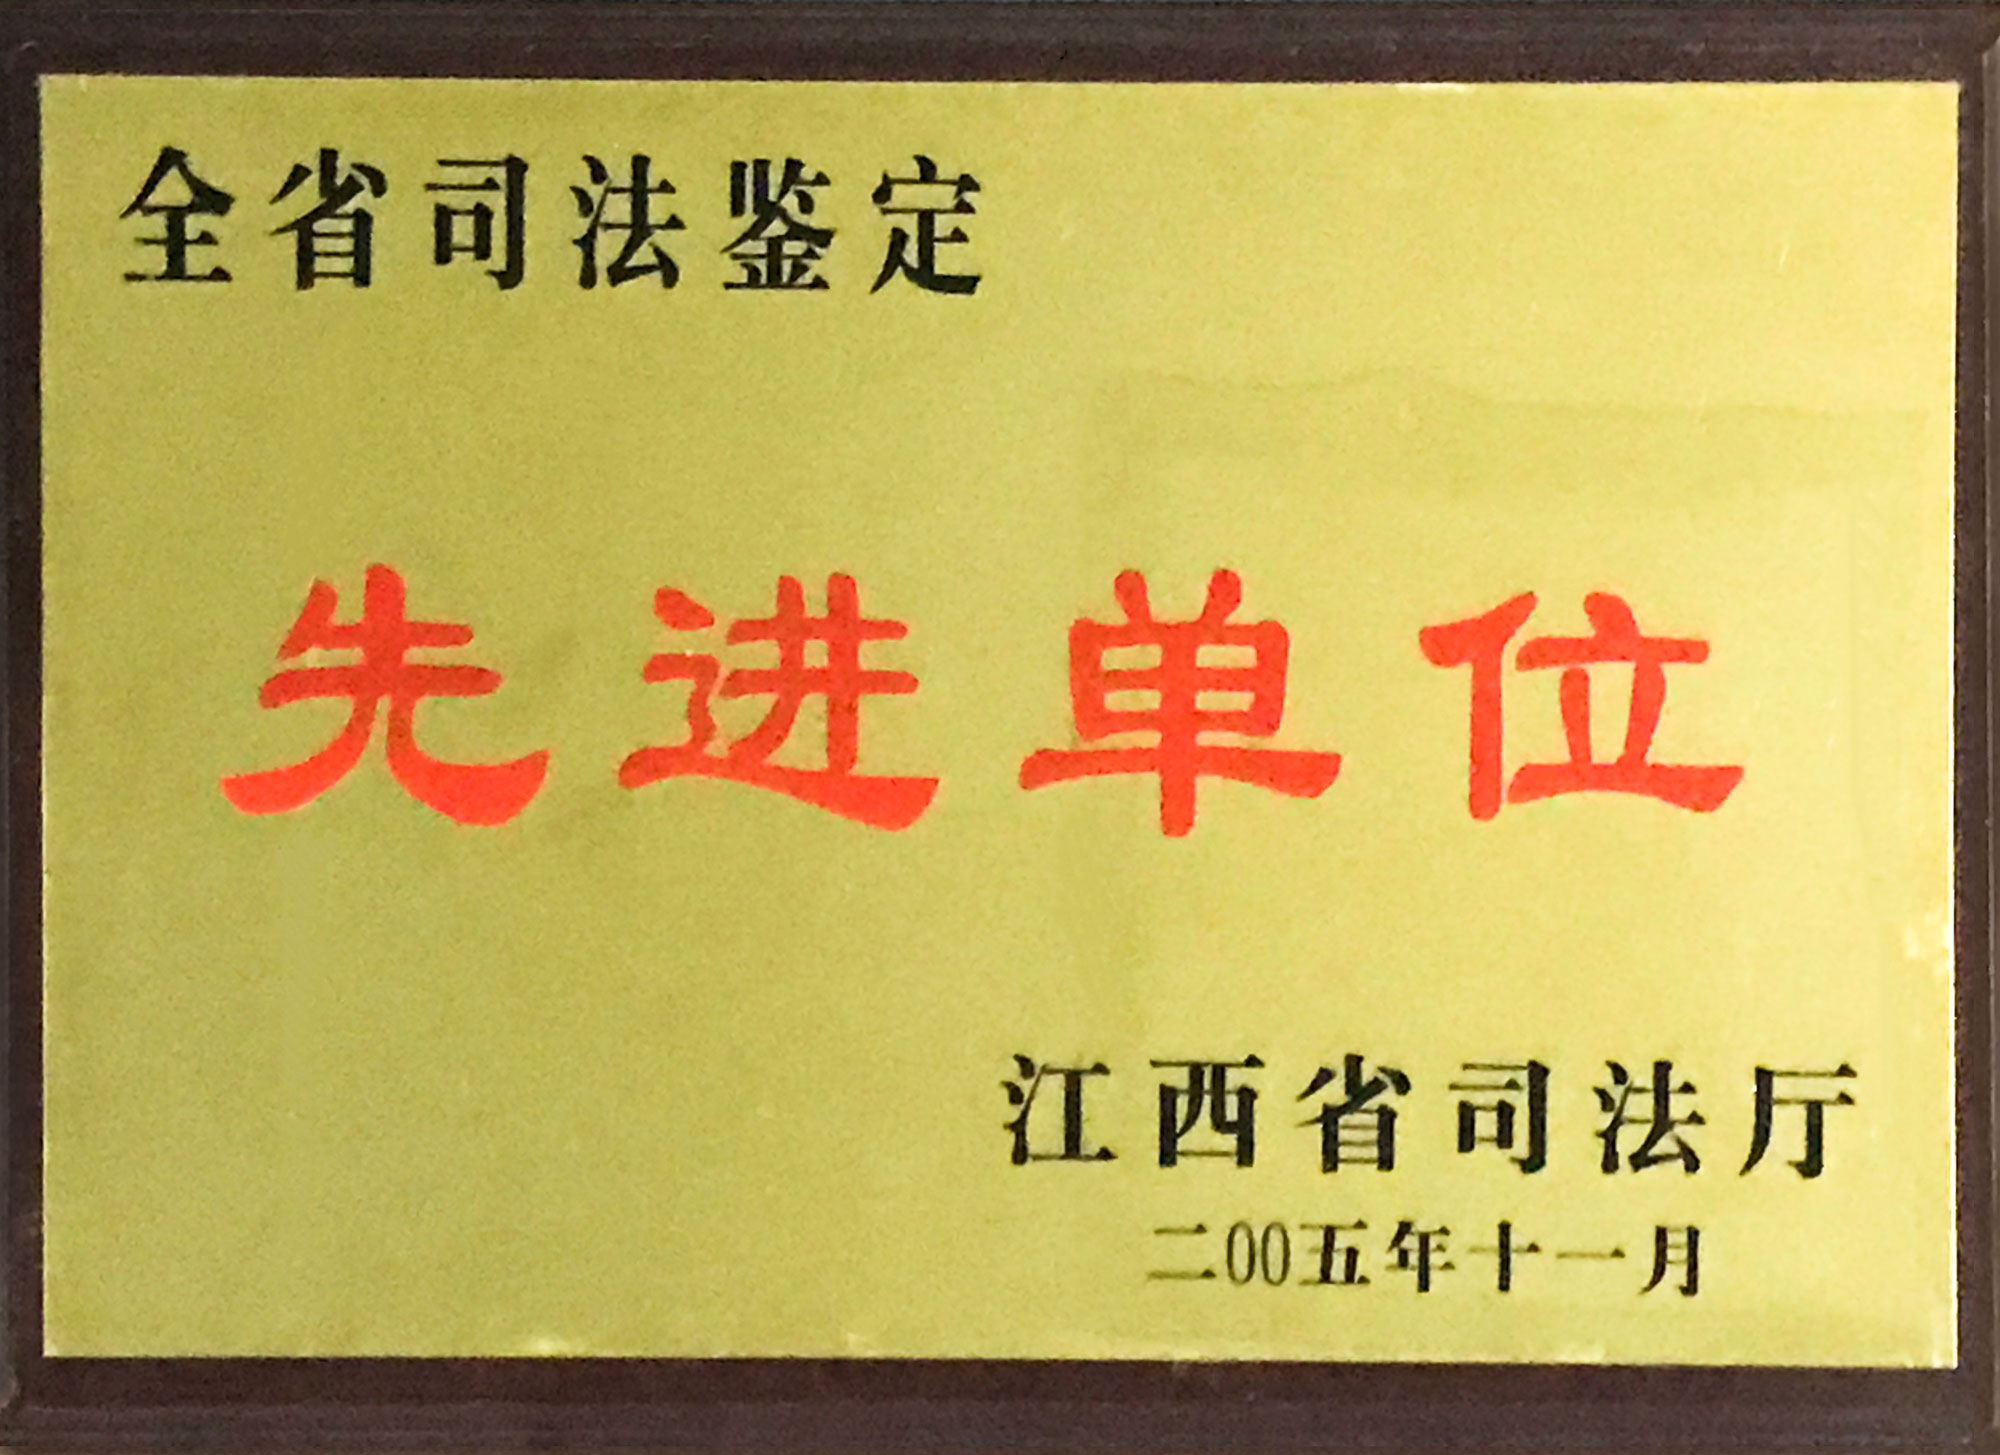 全省司法鉴定
先进单位
江西省司法厅
二00五年十一月